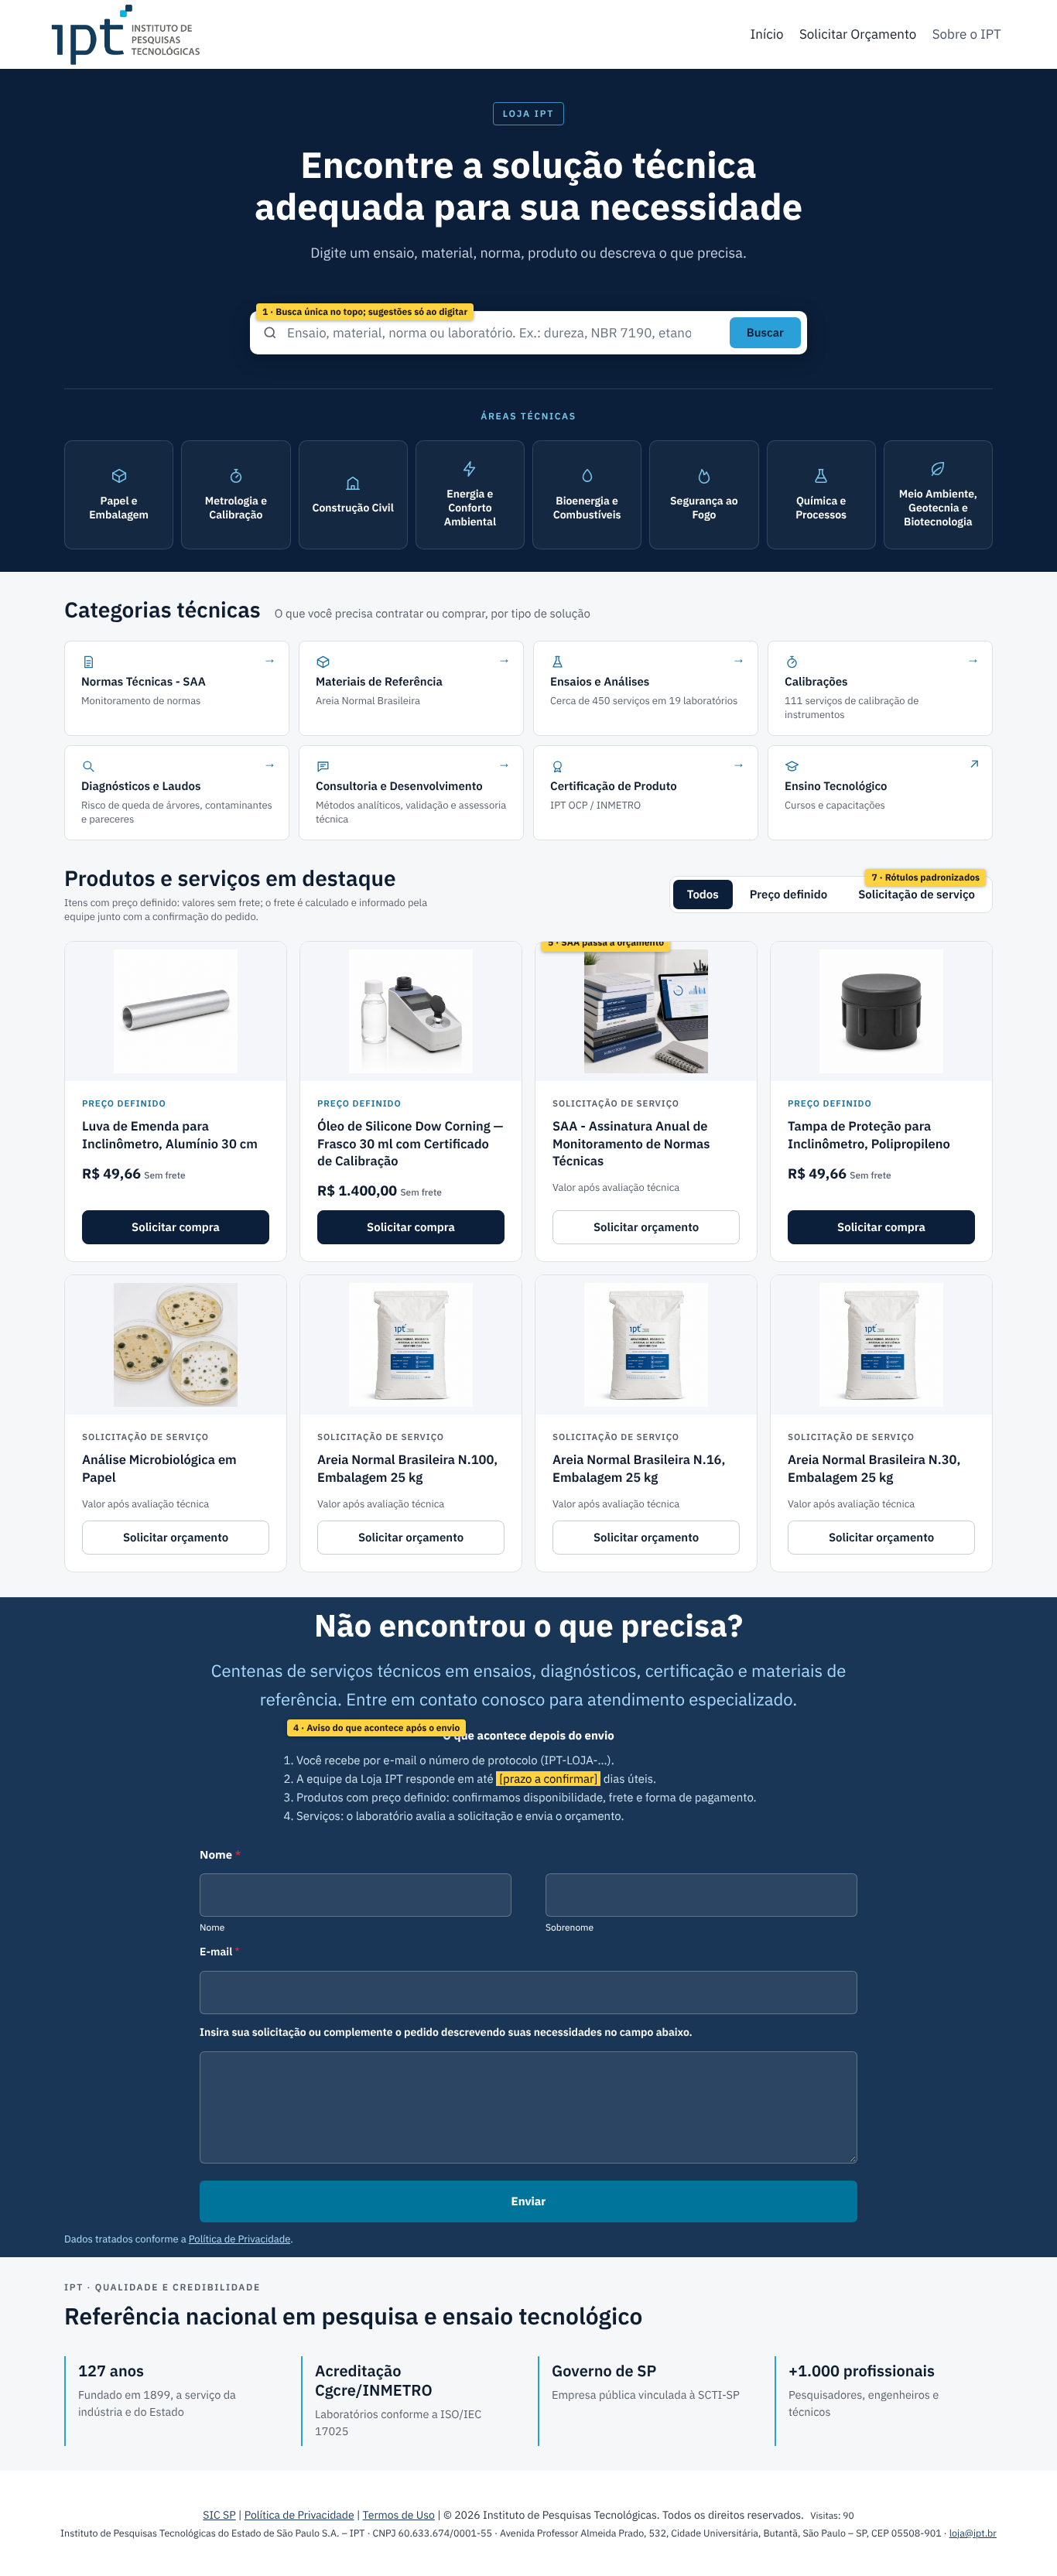 ipt INSTITUTO DE
PESQUISAS
TECNOLÓGICAS
Início Solicitar Orçamento Sobre o IPT
LOJA IPT
Encontre a solução técnica
adequada para sua necessidade
Digite um ensaio, material, norma, produto ou descreva o que precisa.
1 · Busca única no topo; sugestões só ao digitar
Ensaio, material, norma ou laboratório. Ex.: dureza, NBR 7190, etano
Buscar
ÁREAS TÉCNICAS
Papel e
Embalagem
Metrologia e
Calibração
Construção Civil
Energia e
Conforto
Ambiental
Bioenergia e
Combustíveis
Segurança ao
Fogo
Química e
Processos
Meio Ambiente,
Geotecnia e
Biotecnologia
Categorias técnicas O que você precisa contratar ou comprar, por tipo de solução
Normas Técnicas - SAA
Monitoramento de normas
Materiais de Referência
Areia Normal Brasileira
Ensaios e Análises
Cerca de 450 serviços em 19 laboratórios
Calibrações
111 serviços de calibração de
instrumentos
Diagnósticos e Laudos
Risco de queda de árvores, contaminantes
e pareceres
Consultoria e Desenvolvimento
Métodos analíticos, validação e assessoria
técnica
Certificação de Produto
IPT OCP / INMETRO
Ensino Tecnológico
Cursos e capacitações
Produtos e serviços em destaque
Itens com preço definido: valores sem frete; o frete é calculado e informado pela
equipe junto com a confirmação do pedido.
7 · Rótulos padronizados
Todos Preço definido Solicitação de serviço
PREÇO DEFINIDO
Luva de Emenda para
Inclinômetro, Alumínio 30 cm
R$ 49,66 Sem frete
Solicitar compra
PREÇO DEFINIDO
Óleo de Silicone Dow Corning —
Frasco 30 ml com Certificado
de Calibração
R$ 1.400,00 Sem frete
Solicitar compra
5 · SAA passa a orçamento
SOLICITAÇÃO DE SERVIÇO
SAA - Assinatura Anual de
Monitoramento de Normas
Técnicas
Valor após avaliação técnica
Solicitar orçamento
PREÇO DEFINIDO
Tampa de Proteção para
Inclinômetro, Polipropileno
R$ 49,66 Sem frete
Solicitar compra
SOLICITAÇÃO DE SERVIÇO
Análise Microbiológica em
Papel
Valor após avaliação técnica
Solicitar orçamento
ipt
SOLICITAÇÃO DE SERVIÇO
Areia Normal Brasileira N.100,
Embalagem 25 kg
Valor após avaliação técnica
Solicitar orçamento
ipt
SOLICITAÇÃO DE SERVIÇO
Areia Normal Brasileira N.16,
Embalagem 25 kg
Valor após avaliação técnica
Solicitar orçamento
ipt
SOLICITAÇÃO DE SERVIÇO
Areia Normal Brasileira N.30,
Embalagem 25 kg
Valor após avaliação técnica
Solicitar orçamento
Não encontrou o que precisa?
Centenas de serviços técnicos em ensaios, diagnósticos, certificação e materiais de
referência. Entre em contato conosco para atendimento especializado.
4 · Aviso do que acontece após o envio
O que acontece depois do envio
1. Você recebe por e-mail o número de protocolo (IPT-LOJA-...).
2. A equipe da Loja IPT responde em até [prazo a confirmar] dias úteis.
3. Produtos com preço definido: confirmamos disponibilidade, frete e forma de pagamento.
4. Serviços: o laboratório avalia a solicitação e envia o orçamento.
Nome *
Nome Sobrenome
E-mail *
Insira sua solicitação ou complemente o pedido descrevendo suas necessidades no campo abaixo.
Enviar
Dados tratados conforme a Política de Privacidade.
IPT · QUALIDADE E CREDIBILIDADE
Referência nacional em pesquisa e ensaio tecnológico
127 anos
Fundado em 1899, a serviço da
indústria e do Estado
Acreditação
Cgcre/INMETRO
Laboratórios conforme a ISO/IEC
17025
Governo de SP
Empresa pública vinculada à SCTI-SP
+1.000 profissionais
Pesquisadores, engenheiros e
técnicos
SIC SP | Política de Privacidade | Termos de Uso | © 2026 Instituto de Pesquisas Tecnológicas. Todos os direitos reservados. Visitas: 90
Instituto de Pesquisas Tecnológicas do Estado de São Paulo S.A. – IPT · CNPJ 60.633.674/0001-55 · Avenida Professor Almeida Prado, 532, Cidade Universitária, Butantã, São Paulo – SP, CEP 05508-901 · loja@ipt.br